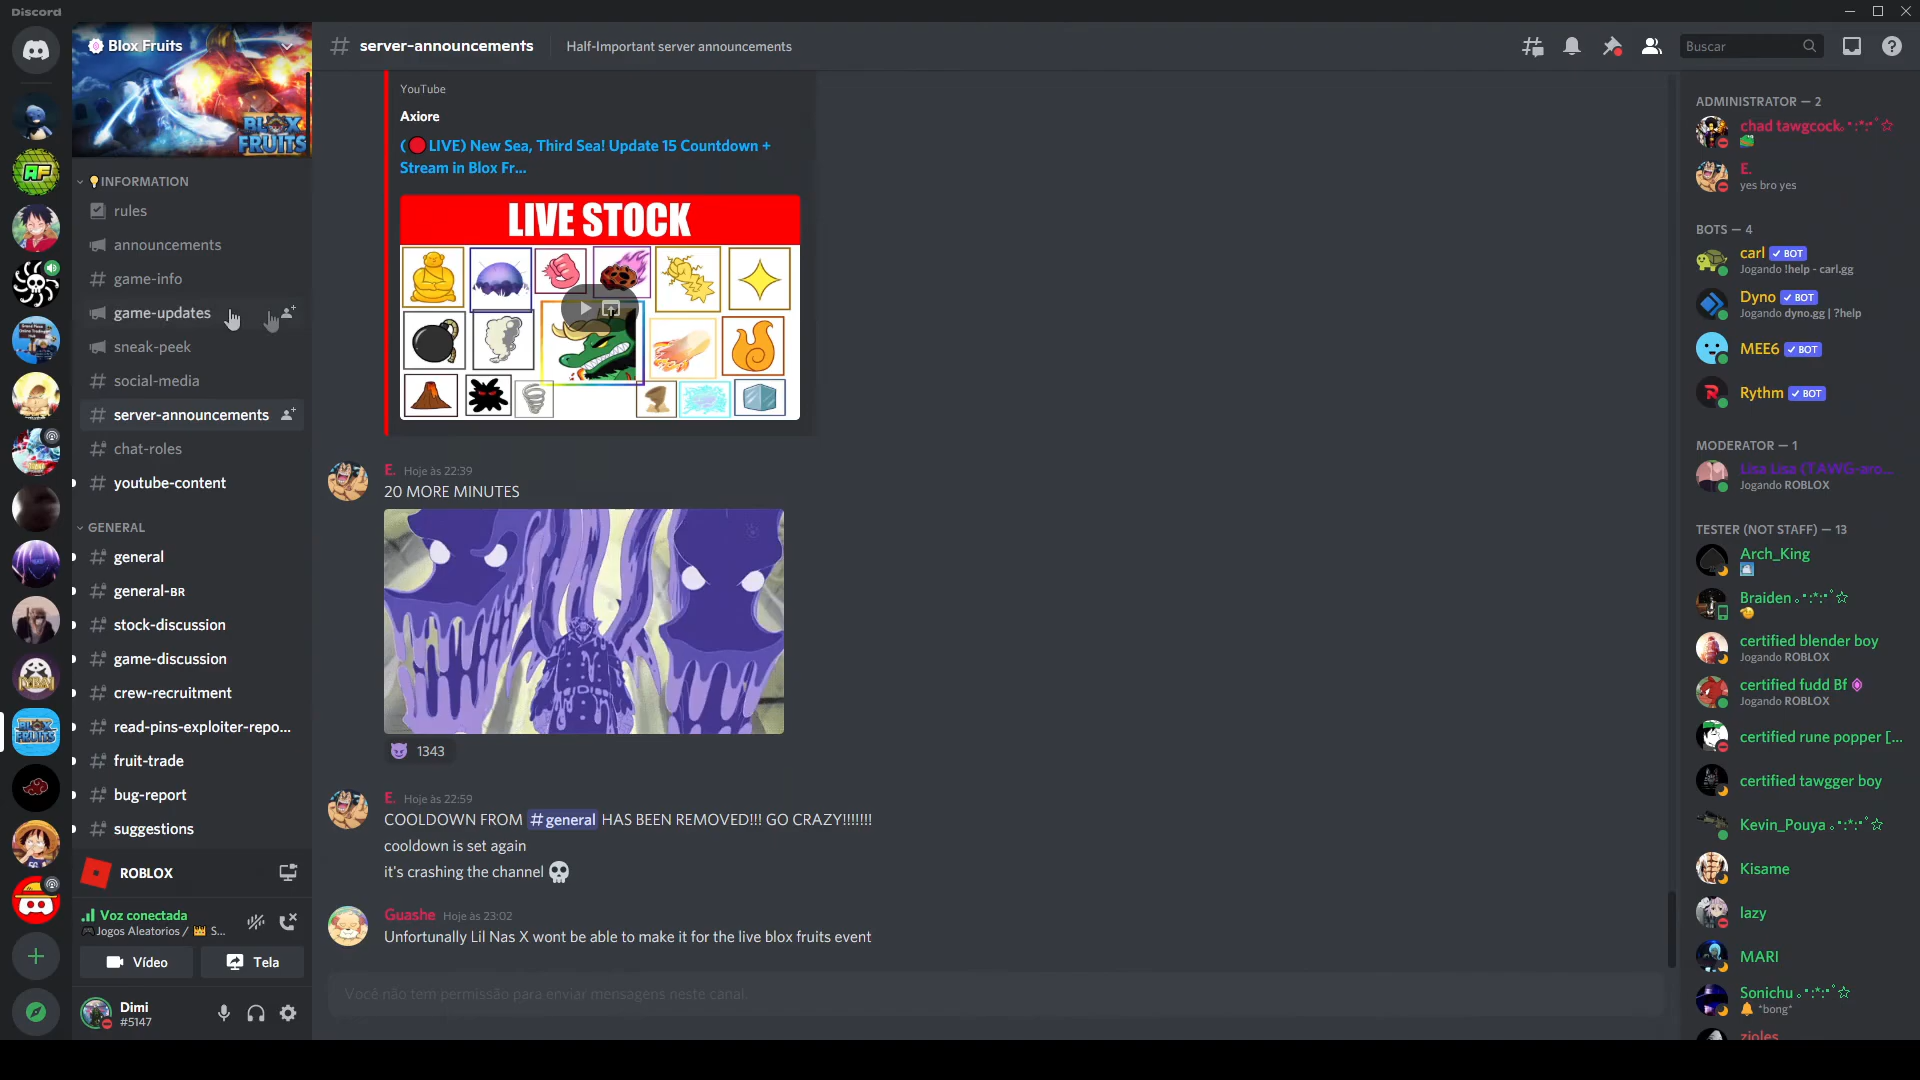 Discord
Blox Fruits
BLOX
FRUITS
INFORMATION
rules
announcements
game-info
game-updates
sneak-peek
social-media
server-announcements
chat-roles
youtube-content
GENERAL
general
general-BR
stock-discussion
game-discussion
crew-recruitment
read-pins-exploiter-repo...
fruit-trade
bug-report
suggestions
ROBLOX
Voz conectada
Jogos Aleatorios / S...
Vídeo
Tela
Dimi
#5147
server-announcements
Half-Important server announcements
Buscar
YouTube
Axiore
(🔴 LIVE) New Sea, Third Sea! Update 15 Countdown +
Stream in Blox Fr...
LIVE STOCK
E. Hoje às 22:39
20 MORE MINUTES
1343
E. Hoje às 22:59
COOLDOWN FROM #general HAS BEEN REMOVED!!! GO CRAZY!!!!!!!
cooldown is set again
it's crashing the channel 💀
Guashe Hoje às 23:02
Unfortunally Lil Nas X wont be able to make it for the live blox fruits event
Você não tem permissão para enviar mensagens neste canal.
ADMINISTRATOR — 2
chad tawgcock｡*･:*:･ﾟ☆
E.
yes bro yes
BOTS — 4
carl ✓ BOT
Jogando !help - carl.gg
Dyno ✓ BOT
Jogando dyno.gg | ?help
MEE6 ✓ BOT
Rythm ✓ BOT
MODERATOR — 1
Lisa Lisa (TAWG-aro...
Jogando ROBLOX
TESTER (NOT STAFF) — 13
Arch_King
Braiden ｡*･:*:･ﾟ☆
certified blender boy
Jogando ROBLOX
certified fudd Bf
Jogando ROBLOX
certified rune popper [...
certified tawgger boy
Kevin_Pouya ｡*･:*:･ﾟ☆
Kisame
lazy
MARI
Sonichu ｡*･:*:･ﾟ☆
🔔 *bong*
zioles